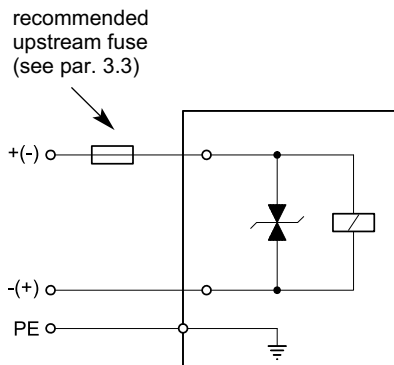 recommended
upstream fuse
(see par. 3.3)
+(-)
-(+)
PE